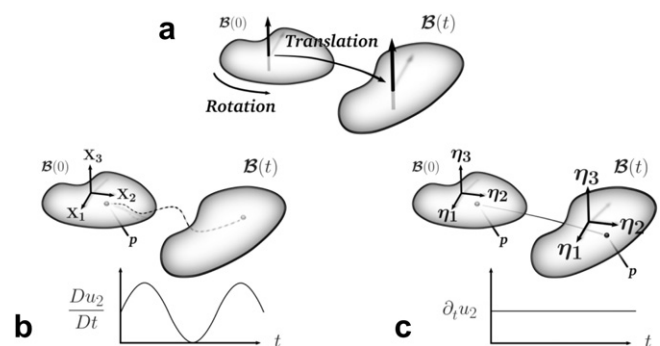 a
𝓑(0)
𝓑(t)
Translation
Rotation
𝓑(0)
X₃
X₂
X₁
p
𝓑(t)
Du₂/Dt
t
b
𝓑(0)
η₃
η₂
η₁
p
𝓑(t)
η₃
η₂
η₁
p
∂ₜu₂
t
c